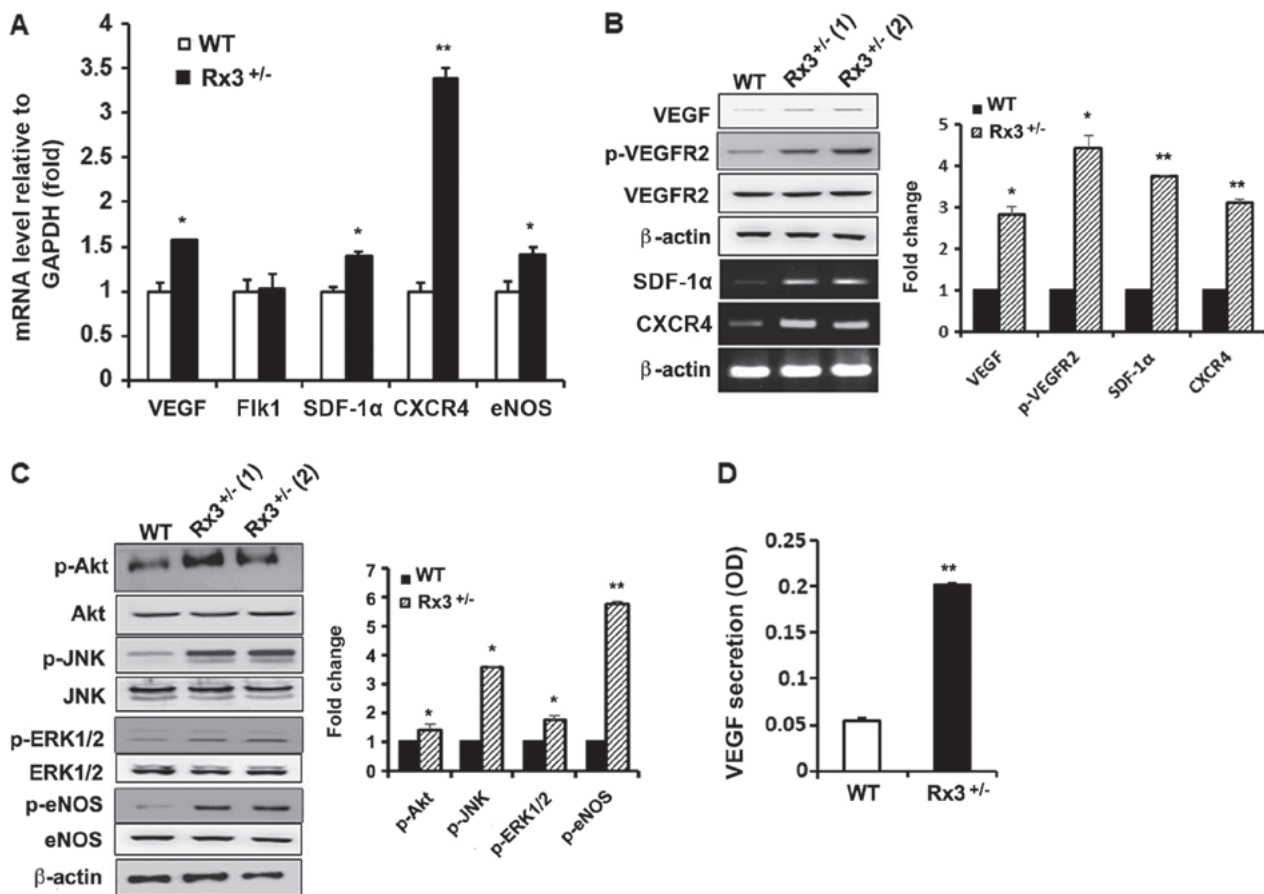 A
mRNA level relative to
GAPDH (fold)
4
3.5
3
2.5
2
1.5
1
0.5
0
WT
Rx3 +/-
*
*
**
*
VEGF Flk1 SDF-1α CXCR4 eNOS
B
WT Rx3+/- (1) Rx3+/- (2)
VEGF
p-VEGFR2
VEGFR2
β-actin
SDF-1α
CXCR4
β-actin
Fold change
5
4
3
2
1
0
WT
Rx3+/-
*
*
**
**
VEGF p-VEGFR2 SDF-1α CXCR4
C
WT Rx3+/- (1) Rx3+/- (2)
p-Akt
Akt
p-JNK
JNK
p-ERK1/2
ERK1/2
p-eNOS
eNOS
β-actin
Fold change
7
6
5
4
3
2
1
0
WT
Rx3+/-
*
*
*
**
p-Akt p-JNK p-ERK1/2 p-eNOS
D
VEGF secretion (OD)
0.25
0.2
0.15
0.1
0.05
0
**
WT Rx3 +/-